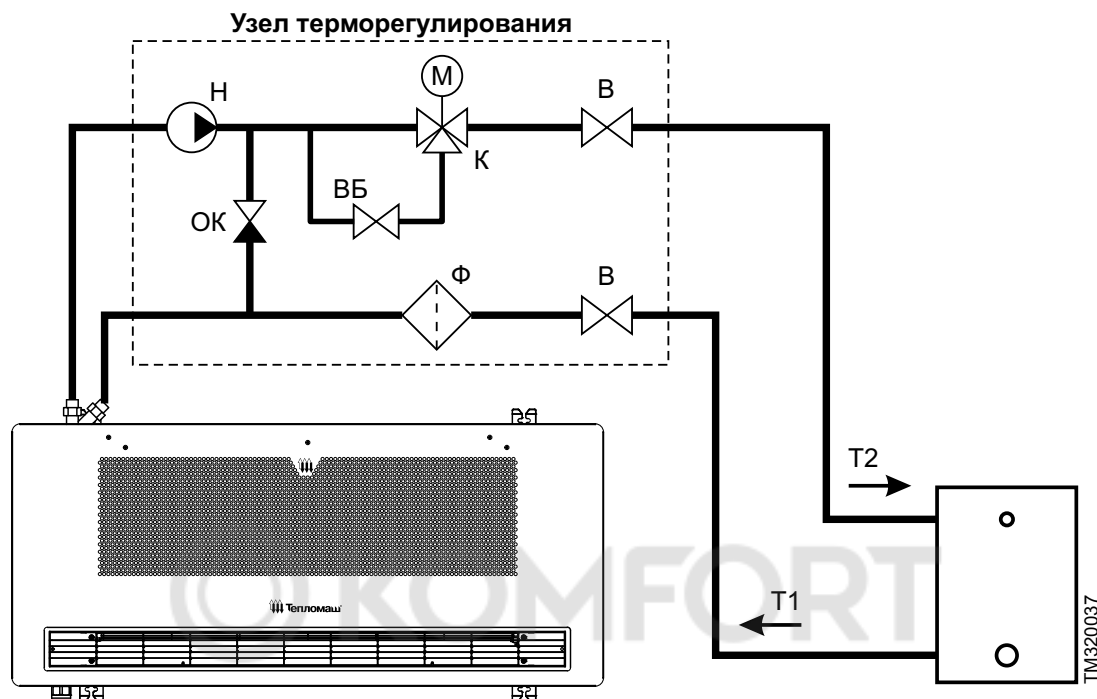 Узел терморегулирования
Н
М
В
К
ВБ
ОК
Ф
В
Т2
KOMFORT
Тепломаш
Т1
TM320037